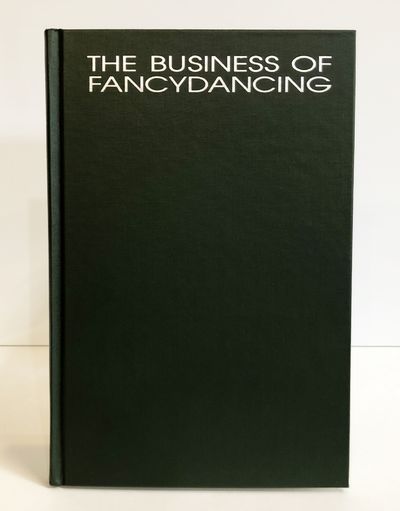 THE BUSINESS OF
FANCYDANCING